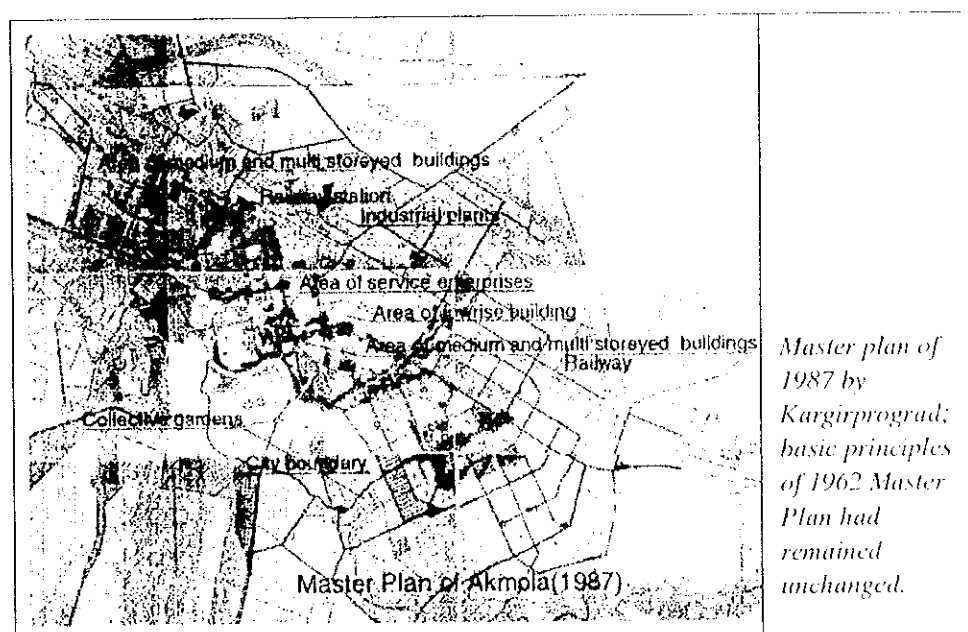 Area of medium and multi storeyed buildings
Railway station
Industrial plants
Area of service enterprises
Area of lowrise building
Area of medium and multi storeyed buildings
Railway
Collective gardens
City boundary
Master Plan of Akmola(1987)
Master plan of
1987 by
Kargirprograd;
basic principles
of 1962 Master
Plan had
remained
unchanged.